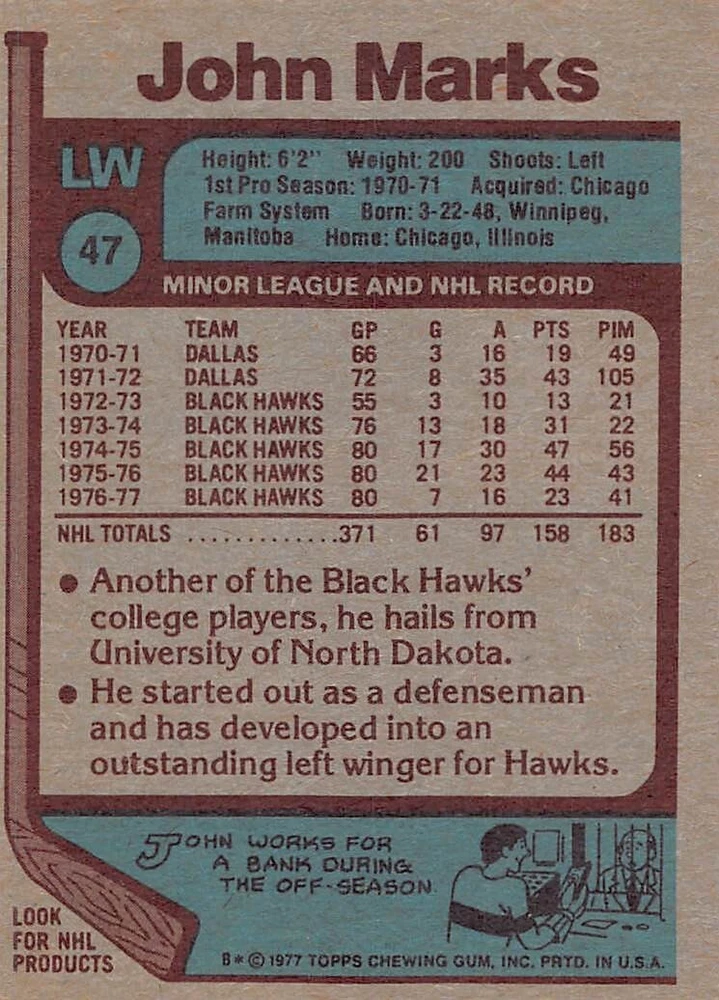 John Marks
LW
47
Height: 6'2" Weight: 200 Shoots: Left
1st Pro Season: 1970-71 Acquired: Chicago
Farm System Born: 3-22-48, Winnipeg,
Manitoba Home: Chicago, Illinois
MINOR LEAGUE AND NHL RECORD
YEAR TEAM GP G A PTS PIM
1970-71 DALLAS 66 3 16 19 49
1971-72 DALLAS 72 8 35 43 105
1972-73 BLACK HAWKS 55 3 10 13 21
1973-74 BLACK HAWKS 76 13 18 31 22
1974-75 BLACK HAWKS 80 17 30 47 56
1975-76 BLACK HAWKS 80 21 23 44 43
1976-77 BLACK HAWKS 80 7 16 23 41
NHL TOTALS .............371 61 97 158 183
● Another of the Black Hawks'
college players, he hails from
University of North Dakota.
● He started out as a defenseman
and has developed into an
outstanding left winger for Hawks.
JOHN WORKS FOR
A BANK DURING
THE OFF-SEASON
LOOK
FOR NHL
PRODUCTS
B* © 1977 TOPPS CHEWING GUM, INC. PRTD. IN U.S.A.